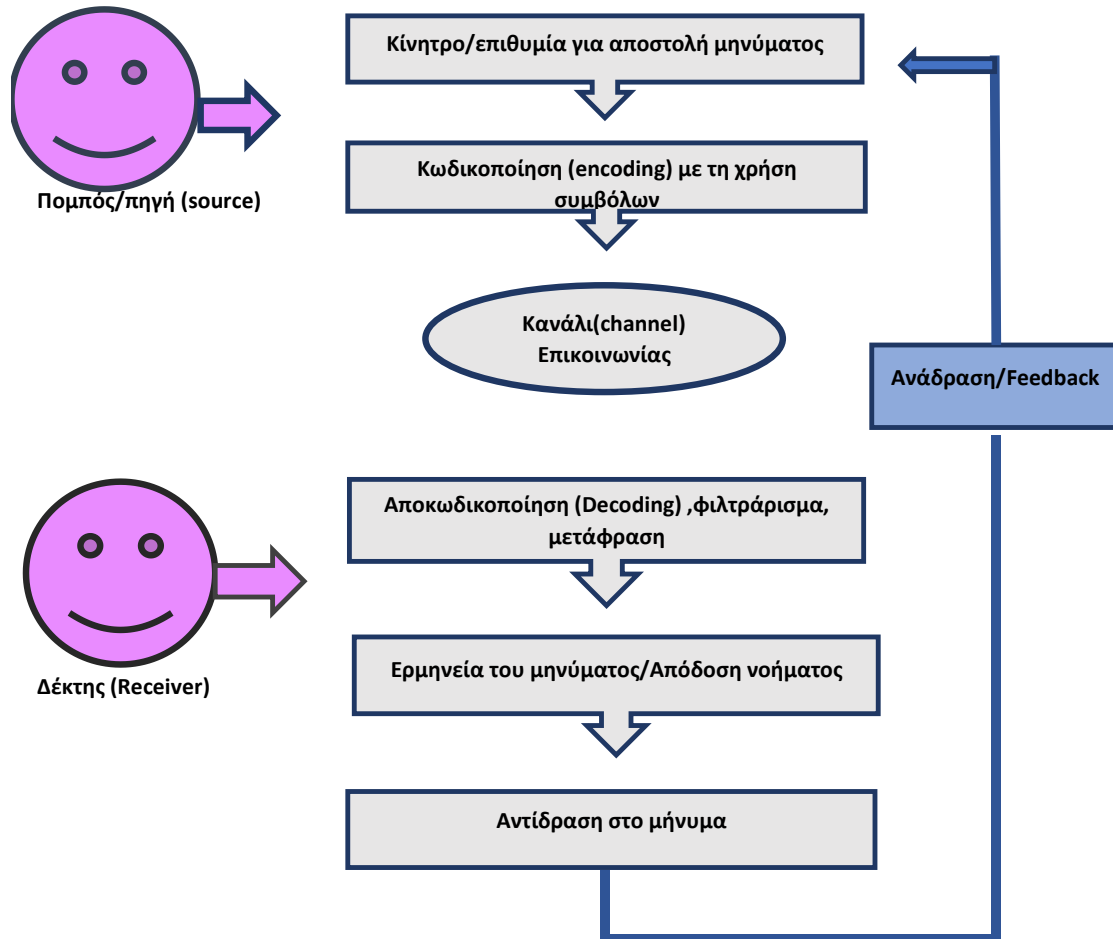 Κίνητρο/επιθυμία για αποστολή μηνύματος
Κωδικοποίηση (encoding) με τη χρήση
συμβόλων
Πομπός/πηγή (source)
Κανάλι(channel)
Επικοινωνίας
Ανάδραση/Feedback
Αποκωδικοποίηση (Decoding) ,φιλτράρισμα,
μετάφραση
Ερμηνεία του μηνύματος/Απόδοση νοήματος
Δέκτης (Receiver)
Αντίδραση στο μήνυμα